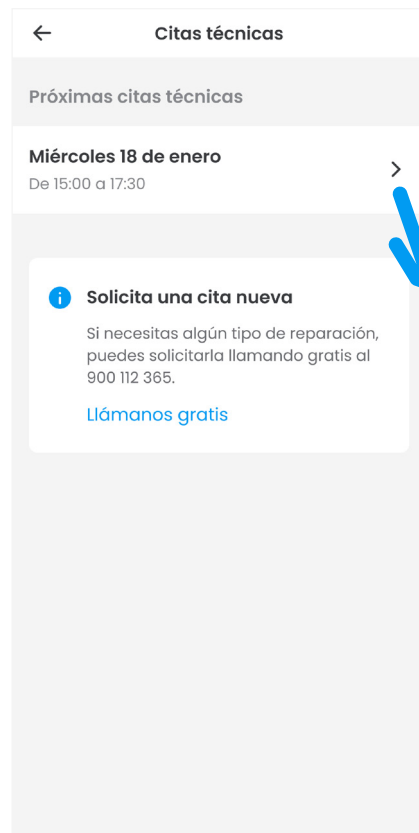 Citas técnicas
Próximas citas técnicas
Miércoles 18 de enero
De 15:00 a 17:30
Solicita una cita nueva
Si necesitas algún tipo de reparación,
puedes solicitarla llamando gratis al
900 112 365.
Llámanos gratis